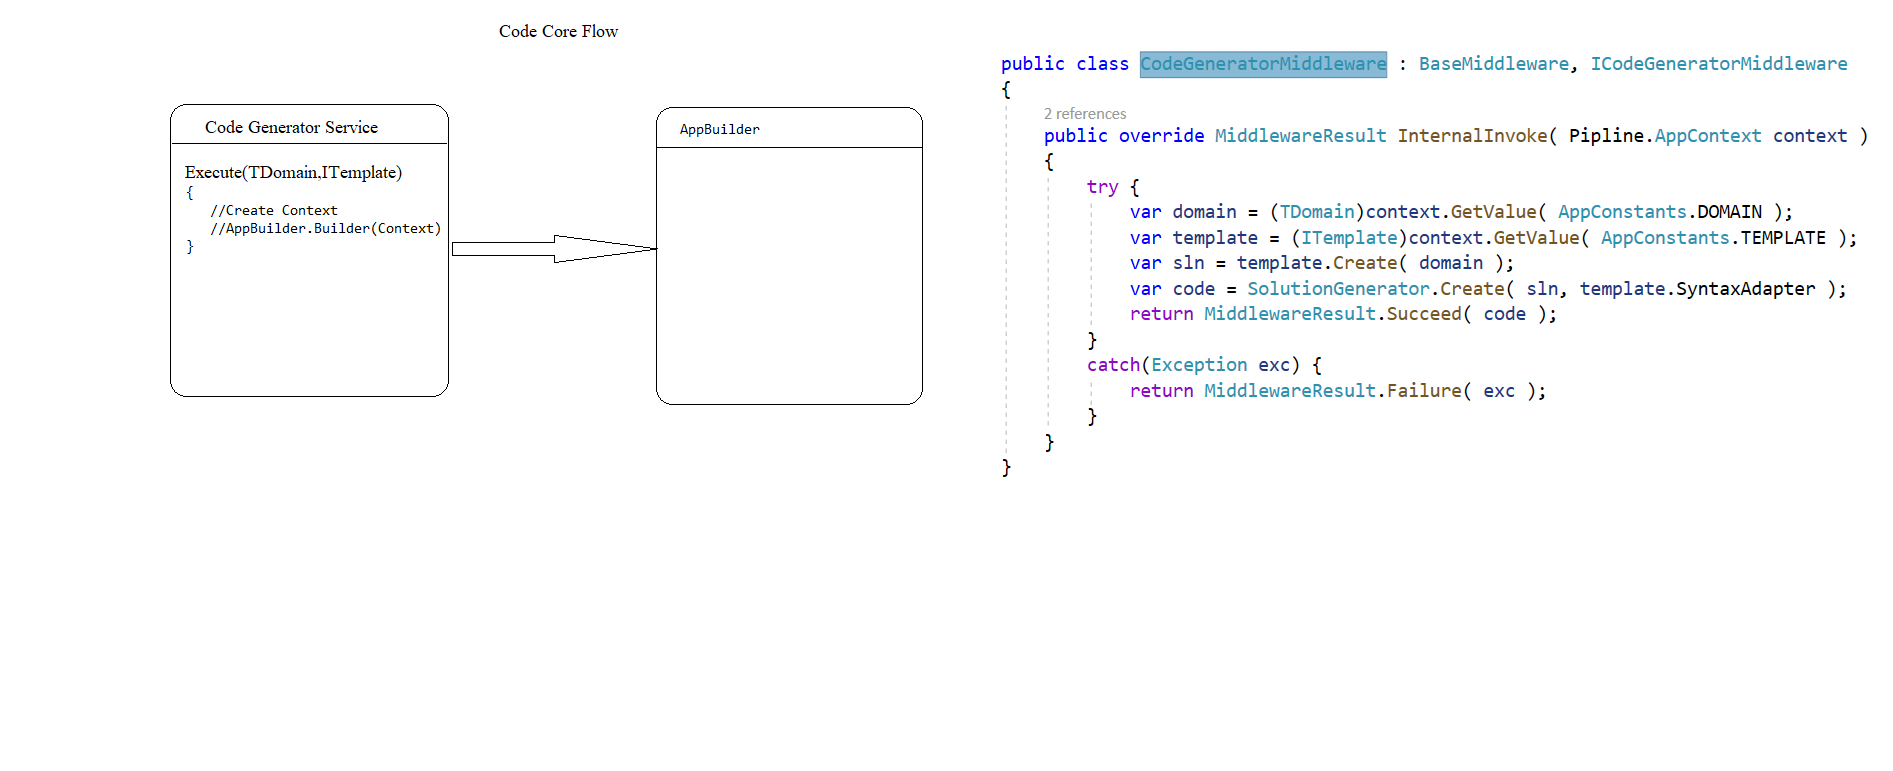 Code Core Flow
Code Generator Service
Execute(TDomain,ITemplate)
{
//Create Context
//AppBuilder.Builder(Context)
}
AppBuilder
public class CodeGeneratorMiddleware : BaseMiddleware, ICodeGeneratorMiddleware
{
2 references
public override MiddlewareResult InternalInvoke( Pipline.AppContext context )
{
try {
var domain = (TDomain)context.GetValue( AppConstants.DOMAIN );
var template = (ITemplate)context.GetValue( AppConstants.TEMPLATE );
var sln = template.Create( domain );
var code = SolutionGenerator.Create( sln, template.SyntaxAdapter );
return MiddlewareResult.Succeed( code );
}
catch(Exception exc) {
return MiddlewareResult.Failure( exc );
}
}
}